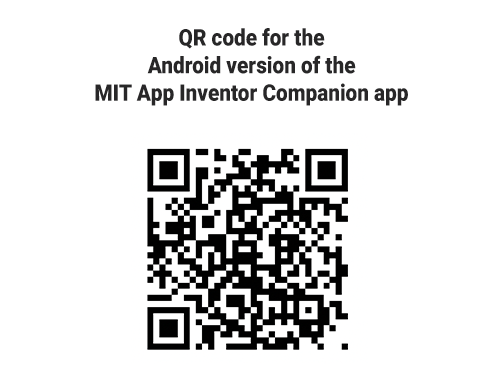 QR code for the
Android version of the
MIT App Inventor Companion app